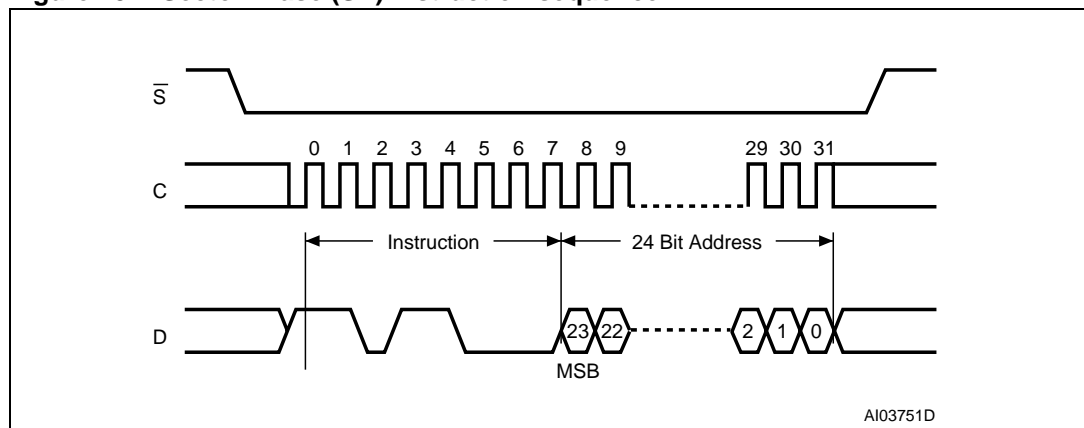 S
0 1 2 3 4 5 6 7 8 9 29 30 31
C
Instruction 24 Bit Address
D 23 22 2 1 0
MSB
AI03751D